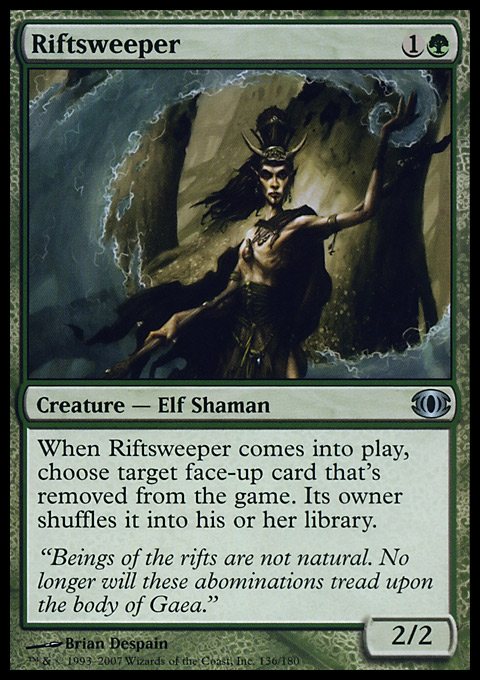 Riftsweeper 1
Creature — Elf Shaman
When Riftsweeper comes into play,
choose target face-up card that's
removed from the game. Its owner
shuffles it into his or her library.
“Beings of the rifts are not natural. No
longer will these abominations tread upon
the body of Gaea.”
Brian Despain
2/2
™ & © 1993–2007 Wizards of the Coast, Inc. 136/180